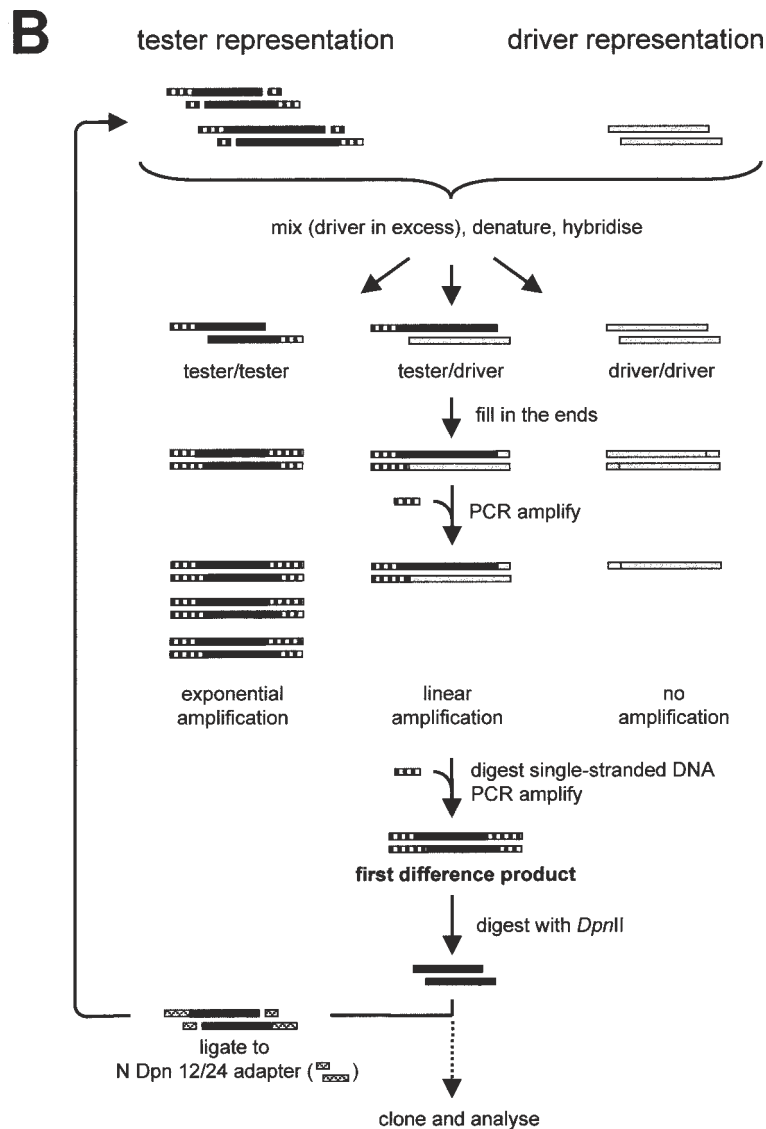 B
tester representation
driver representation
mix (driver in excess), denature, hybridise
tester/tester
tester/driver
driver/driver
fill in the ends
PCR amplify
exponential
amplification
linear
amplification
no
amplification
digest single-stranded DNA
PCR amplify
first difference product
digest with DpnII
ligate to
N Dpn 12/24 adapter ( )
clone and analyse